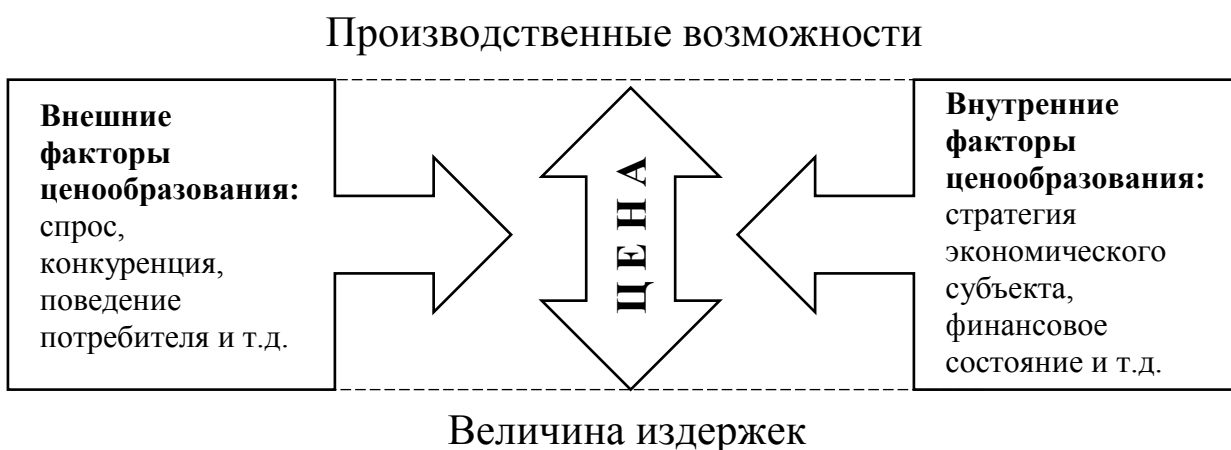 Производственные возможности
Внешние
факторы
ценообразования:
спрос,
конкуренция,
поведение
потребителя и т.д.
Ц Е Н А
Внутренние
факторы
ценообразования:
стратегия
экономического
субъекта,
финансовое
состояние и т.д.
Величина издержек